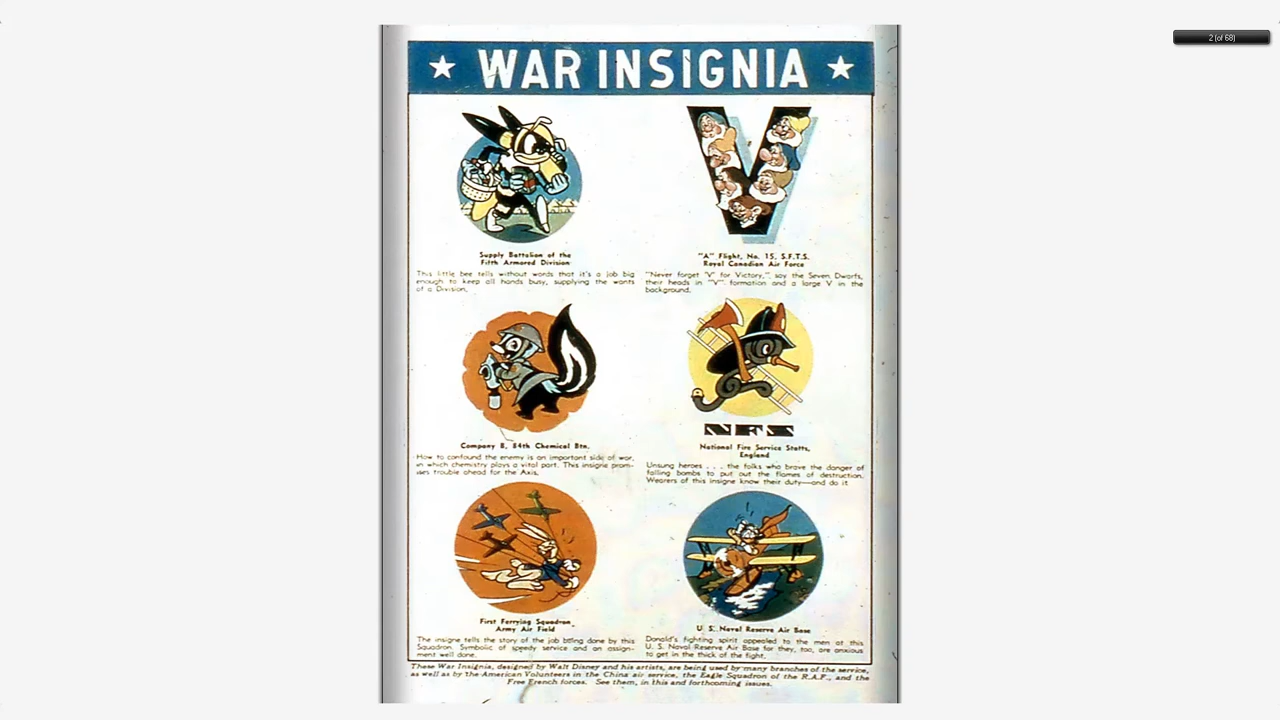 2 (of 68)
WAR INSIGNIA
Supply Battalion of the
Fifth Armored Division
This little bee tells without words that it's a job big
enough to keep all hands busy, supplying the wants
of a Division.
"A" Flight, No. 15, S.F.T.S.
Royal Canadian Air Force
"Never forget "V" for Victory,", say the Seven Dwarfs,
their heads in "V" formation and a large V in the
background.
Company B, 84th Chemical Btn.
How to confound the enemy is an important side of war,
in which chemistry plays a vital part. This insigne prom-
ises trouble ahead for the Axis.
NFS
National Fire Service Staffs,
England
Unsung heroes . . . the folks who brave the danger of
falling bombs to put out the flames of destruction.
Wearers of this insigne know their duty—and do it
First Ferrying Squadron
Army Air Field
The insigne tells the story of the job being done by this
Squadron. Symbolic of speedy service and an assign-
ment well done.
U. S. Naval Reserve Air Base
Donald's fighting spirit appealed to the men at this
U. S. Naval Reserve Air Base for they, too, are anxious
to get in the thick of the fight.
These War Insignia, designed by Walt Disney and his artists, are being used by many branches of the service,
as well as by the American Volunteers in the China air service, the Eagle Squadron of the R.A.F., and the
Free French forces. See them, in this and forthcoming issues.